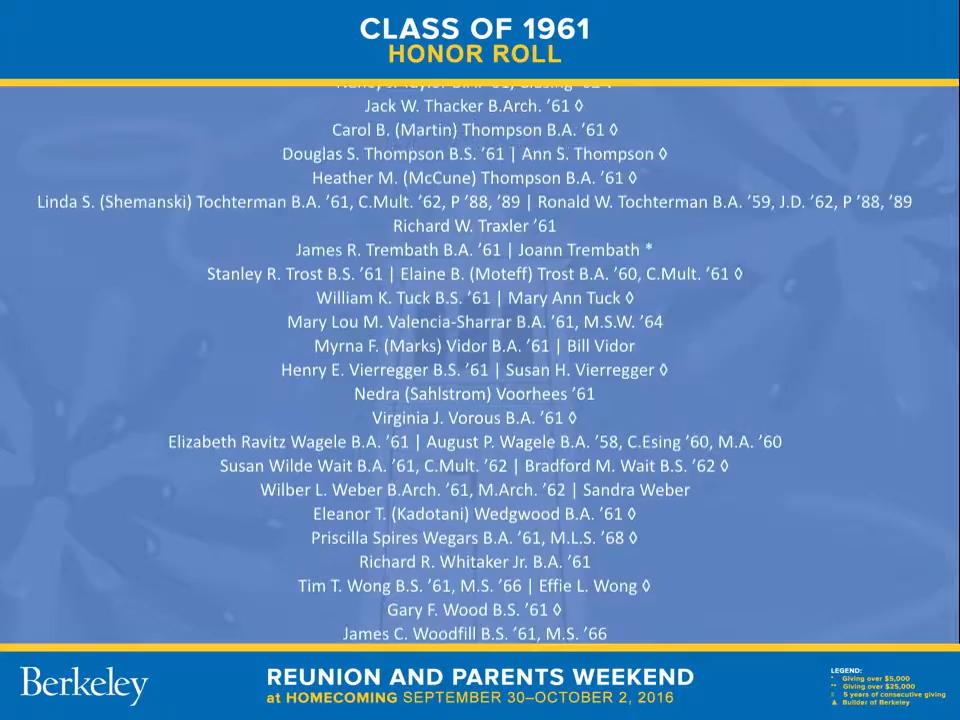 CLASS OF 1961
HONOR ROLL
Jack W. Thacker B.Arch. ’61 ◊
Carol B. (Martin) Thompson B.A. ’61 ◊
Douglas S. Thompson B.S. ’61 | Ann S. Thompson ◊
Heather M. (McCune) Thompson B.A. ’61 ◊
Linda S. (Shemanski) Tochterman B.A. ’61, C.Mult. ’62, P ’88, ’89 | Ronald W. Tochterman B.A. ’59, J.D. ’62, P ’88, ’89
Richard W. Traxler ’61
James R. Trembath B.A. ’61 | Joann Trembath *
Stanley R. Trost B.S. ’61 | Elaine B. (Moteff) Trost B.A. ’60, C.Mult. ’61 ◊
William K. Tuck B.S. ’61 | Mary Ann Tuck ◊
Mary Lou M. Valencia-Sharrar B.A. ’61, M.S.W. ’64
Myrna F. (Marks) Vidor B.A. ’61 | Bill Vidor
Henry E. Vierregger B.S. ’61 | Susan H. Vierregger ◊
Nedra (Sahlstrom) Voorhees ’61
Virginia J. Vorous B.A. ’61 ◊
Elizabeth Ravitz Wagele B.A. ’61 | August P. Wagele B.A. ’58, C.Esing ’60, M.A. ’60
Susan Wilde Wait B.A. ’61, C.Mult. ’62 | Bradford M. Wait B.S. ’62 ◊
Wilber L. Weber B.Arch. ’61, M.Arch. ’62 | Sandra Weber
Eleanor T. (Kadotani) Wedgwood B.A. ’61 ◊
Priscilla Spires Wegars B.A. ’61, M.L.S. ’68 ◊
Richard R. Whitaker Jr. B.A. ’61
Tim T. Wong B.S. ’61, M.S. ’66 | Effie L. Wong ◊
Gary F. Wood B.S. ’61 ◊
James C. Woodfill B.S. ’61, M.S. ’66
Berkeley
REUNION AND PARENTS WEEKEND
at HOMECOMING SEPTEMBER 30–OCTOBER 2, 2016
LEGEND:
* Giving over $5,000
** Giving over $25,000
5 years of consecutive giving
▲ Builder of Berkeley